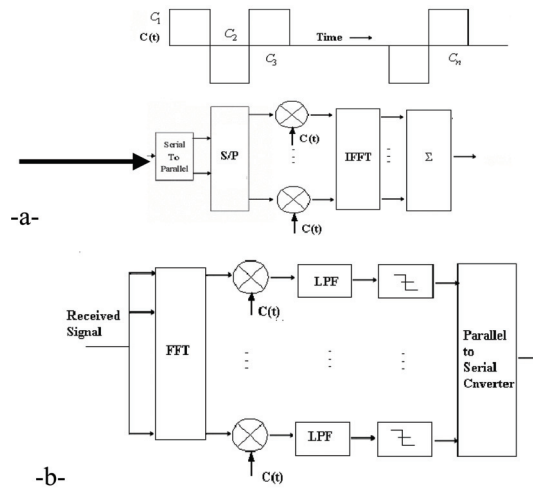 C1
C(t)
C2
C3
Time
Cn
Serial
To
Parallel
S/P
C(t)
C(t)
IFFT
Σ
-a-
Received
Signal
FFT
C(t)
C(t)
LPF
LPF
Parallel
to
Serial
Cnverter
-b-